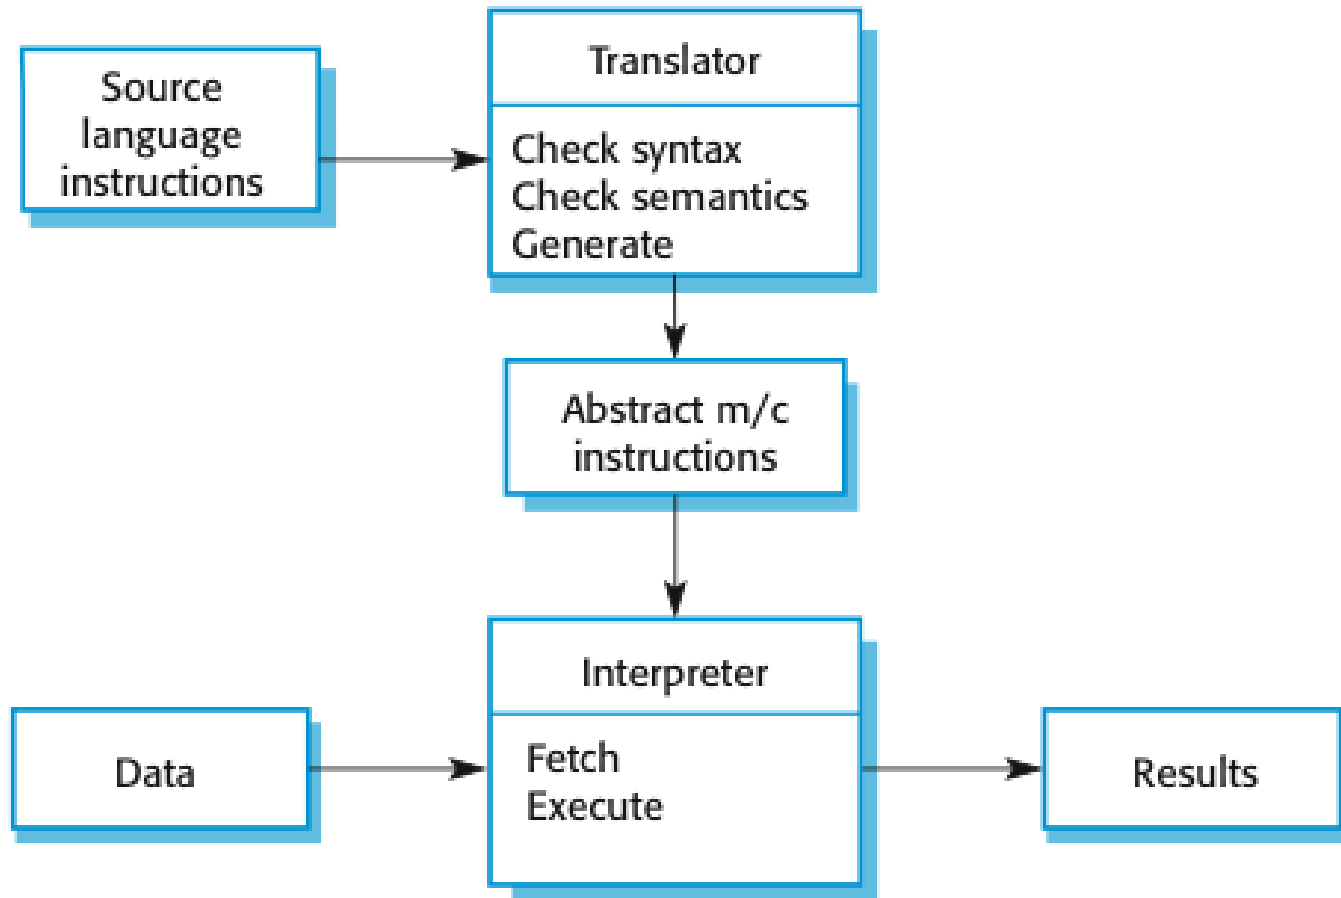 Source
language
instructions
Translator
Check syntax
Check semantics
Generate
Abstract m/c
instructions
Interpreter
Fetch
Execute
Data
Results